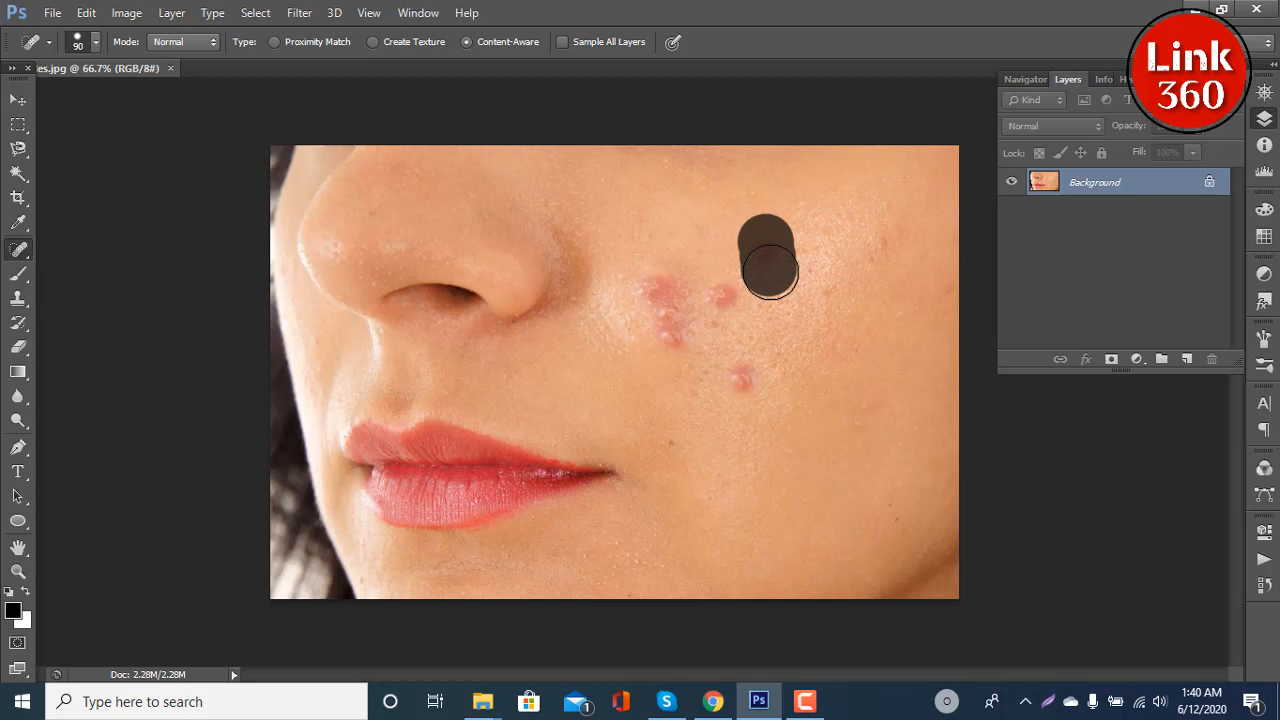 Ps File Edit Image Layer Type Select Filter 3D View Window Help
90 Mode: Normal Type: Proximity Match Create Texture Content-Aware Sample All Layers
es.jpg @ 66.7% (RGB/8#) ×
Link
360
Navigator Layers Info
Kind
Normal Opacity:
Lock: Fill: 100%
Background
fx
Doc: 2.28M/2.28M
Type here to search
1:40 AM
6/12/2020